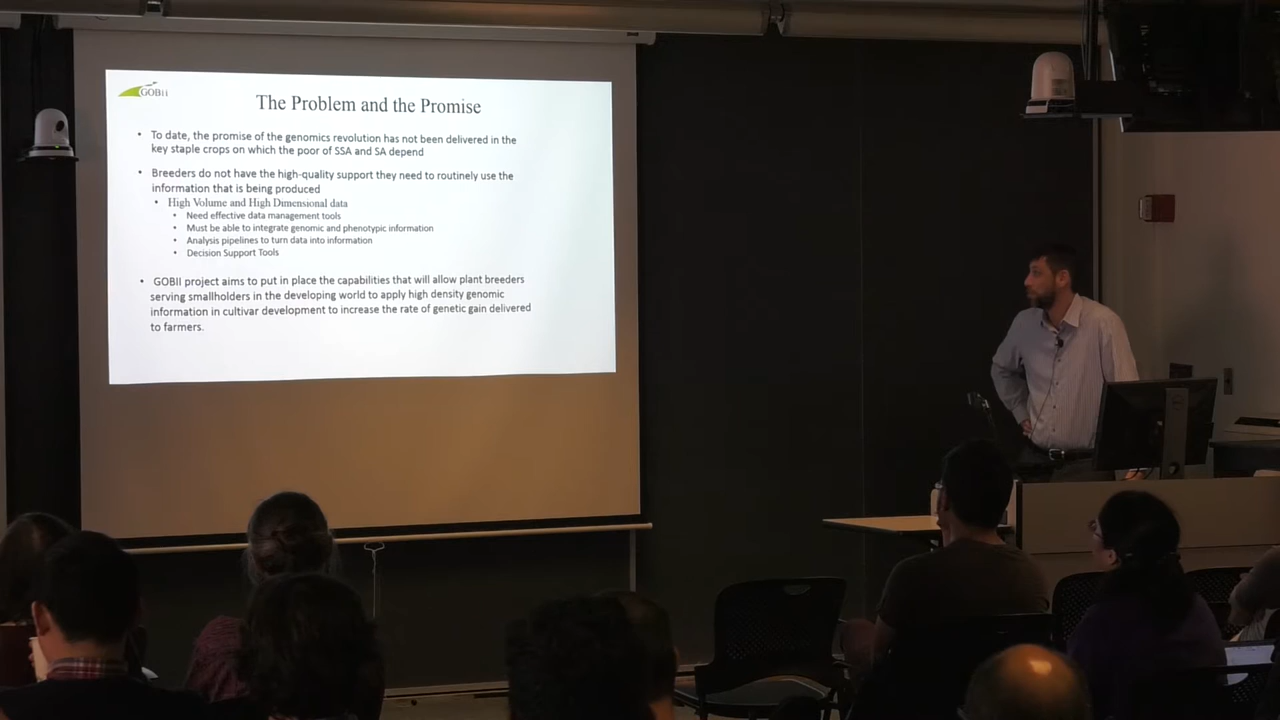 GOBii
The Problem and the Promise
• To date, the promise of the genomics revolution has not been delivered in the
key staple crops on which the poor of SSA and SA depend
• Breeders do not have the high-quality support they need to routinely use the
information that is being produced
• High Volume and High Dimensional data
• Need effective data management tools
• Must be able to integrate genomic and phenotypic information
• Analysis pipelines to turn data into information
• Decision Support Tools
• GOBII project aims to put in place the capabilities that will allow plant breeders
serving smallholders in the developing world to apply high density genomic
information in cultivar development to increase the rate of genetic gain delivered
to farmers.